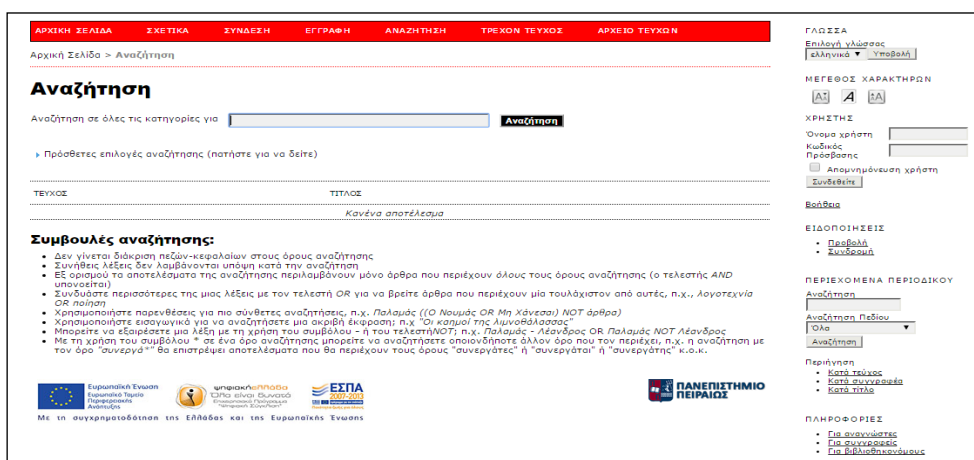 ΑΡΧΙΚΗ ΣΕΛΙΔΑ ΣΧΕΤΙΚΑ ΣΥΝΔΕΣΗ ΕΓΓΡΑΦΗ ΑΝΑΖΗΤΗΣΗ ΤΡΕΧΟΝ ΤΕΥΧΟΣ ΑΡΧΕΙΟ ΤΕΥΧΩΝ
Αρχική Σελίδα > Αναζήτηση
Αναζήτηση
Αναζήτηση σε όλες τις κατηγορίες για Αναζήτηση
Πρόσθετες επιλογές αναζήτησης (πατήστε για να δείτε)
ΤΕΥΧΟΣ ΤΙΤΛΟΣ
Κανένα αποτέλεσμα
Συμβουλές αναζήτησης:
• Δεν γίνεται διάκριση πεζών-κεφαλαίων στους όρους αναζήτησης
• Συνήθεις λέξεις δεν λαμβάνονται υπόψη κατά την αναζήτηση
• Εξ ορισμού τα αποτελέσματα της αναζήτησης περιλαμβάνουν μόνο άρθρα που περιέχουν όλους τους όρους αναζήτησης (ο τελεστής AND
υπονοείται)
• Συνδυάστε περισσότερες της μιας λέξεις με τον τελεστή OR για να βρείτε άρθρα που περιέχουν μία τουλάχιστον από αυτές, π.χ., λογοτεχνία
OR ποίηση
• Χρησιμοποιήστε παρενθέσεις για πιο σύνθετες αναζητήσεις, π.χ. Παλαμάς ((Ο Νουμάς OR Μη Χάνεσαι) NOT άρθρα)
• Χρησιμοποιήστε εισαγωγικά για να αναζητήσετε μια ακριβή έκφραση; π.χ "Οι καημοί της λιμνοθάλασσας"
• Μπορείτε να εξαιρέσετε μια λέξη με τη χρήση του συμβόλου - ή του τελεστήNOT; π.χ. Παλαμάς - Λέανδρος OR Παλαμάς NOT Λέανδρος
• Με τη χρήση του συμβόλου * σε ένα όρο αναζήτησης μπορείτε να αναζητήσετε οποιονδήποτε άλλον όρο που τον περιέχει, π.χ. η αναζήτηση με
τον όρο "συνεργά*" θα επιστρέψει αποτελέσματα που θα περιέχουν τους όρους "συνεργάτες" ή "συνεργάται" ή "συνεργάτης" κ.ο.κ.
Ευρωπαϊκή Ένωση
Ευρωπαϊκό Ταμείο
Περιφερειακής
Ανάπτυξης
ψηφιακήελλάδα
Όλα είναι δυνατά
Επιχειρησιακό Πρόγραμμα
"Ψηφιακή Σύγκλιση"
ΕΣΠΑ
2007-2013
Με τη συγχρηματοδότηση της Ελλάδας και της Ευρωπαϊκής Ένωσης
ΠΑΝΕΠΙΣΤΗΜΙΟ
ΠΕΙΡΑΙΩΣ
ΓΛΩΣΣΑ
Επιλογή γλώσσας
ελληνικά Υποβολή
ΜΕΓΕΘΟΣ ΧΑΡΑΚΤΗΡΩΝ
A A A
ΧΡΗΣΤΗΣ
Όνομα χρήστη
Κωδικός
Πρόσβασης
Απομνημόνευση χρήστη
Συνδεθείτε
Βοήθεια
ΕΙΔΟΠΟΙΗΣΕΙΣ
• Προβολή
• Συνδρομή
ΠΕΡΙΕΧΟΜΕΝΑ ΠΕΡΙΟΔΙΚΟΥ
Αναζήτηση
Αναζήτηση Πεδίου
Όλα
Αναζήτηση
Περιήγηση
• Κατά τεύχος
• Κατά συγγραφέα
• Κατά τίτλο
ΠΛΗΡΟΦΟΡΙΕΣ
• Για αναγνώστες
• Για συγγραφείς
• Για βιβλιοθηκονόμους